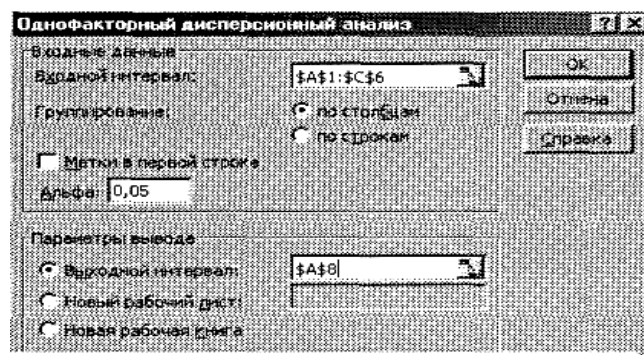 Однофакторный дисперсионный анализ
Входные данные
Входной интервал: $A$1:$C$6
Группирование: по столбцам
по строкам
Метки в первой строке
Альфа: 0,05
ОК
Отмена
Справка
Параметры вывода
Выходной интервал: $A$8
Новый рабочий лист:
Новая рабочая книга